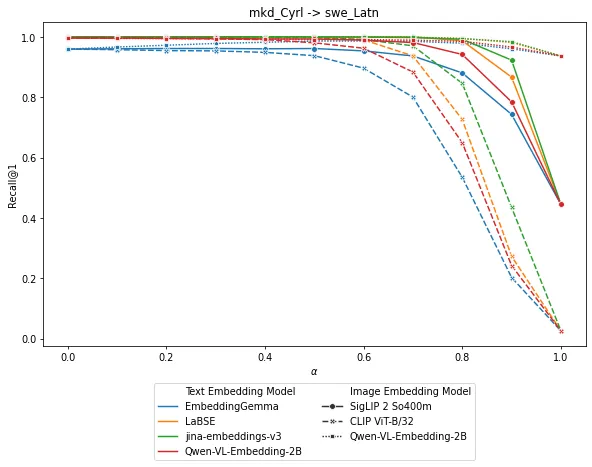 mkd_Cyrl -> swe_Latn
Recall@1
1.0
0.8
0.6
0.4
0.2
0.0
0.0 0.2 0.4 0.6 0.8 1.0
α
Text Embedding Model
EmbeddingGemma
LaBSE
jina-embeddings-v3
Qwen-VL-Embedding-2B
Image Embedding Model
SigLIP 2 So400m
CLIP ViT-B/32
Qwen-VL-Embedding-2B